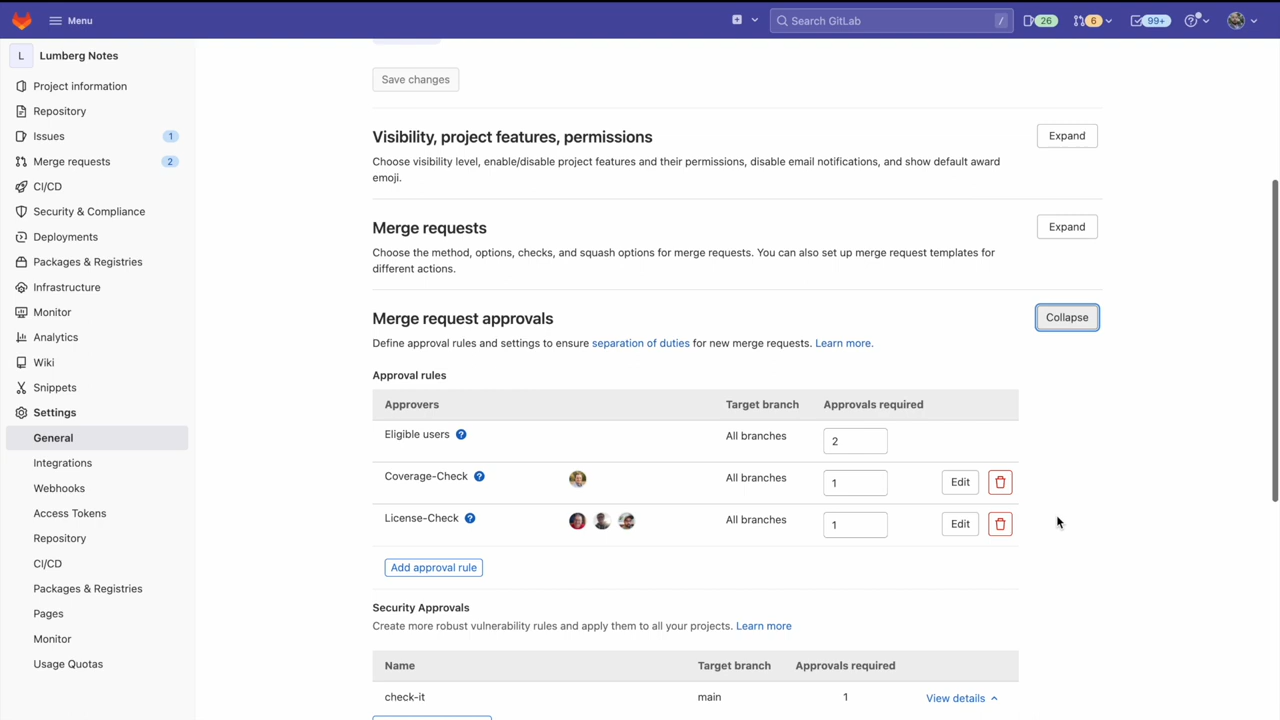 Menu
Search GitLab
/
26
6
99+
L
Lumberg Notes
Project information
Repository
Issues
1
Merge requests
2
CI/CD
Security & Compliance
Deployments
Packages & Registries
Infrastructure
Monitor
Analytics
Wiki
Snippets
Settings
General
Integrations
Webhooks
Access Tokens
Repository
CI/CD
Packages & Registries
Pages
Monitor
Usage Quotas
Save changes
Visibility, project features, permissions
Expand
Choose visibility level, enable/disable project features and their permissions, disable email notifications, and show default award
emoji.
Merge requests
Expand
Choose the method, options, checks, and squash options for merge requests. You can also set up merge request templates for
different actions.
Merge request approvals
Collapse
Define approval rules and settings to ensure separation of duties for new merge requests. Learn more.
Approval rules
Approvers Target branch Approvals required
Eligible users ? All branches 2
Coverage-Check ? All branches 1 Edit
License-Check ? All branches 1 Edit
Add approval rule
Security Approvals
Create more robust vulnerability rules and apply them to all your projects. Learn more
Name Target branch Approvals required
check-it main 1 View details